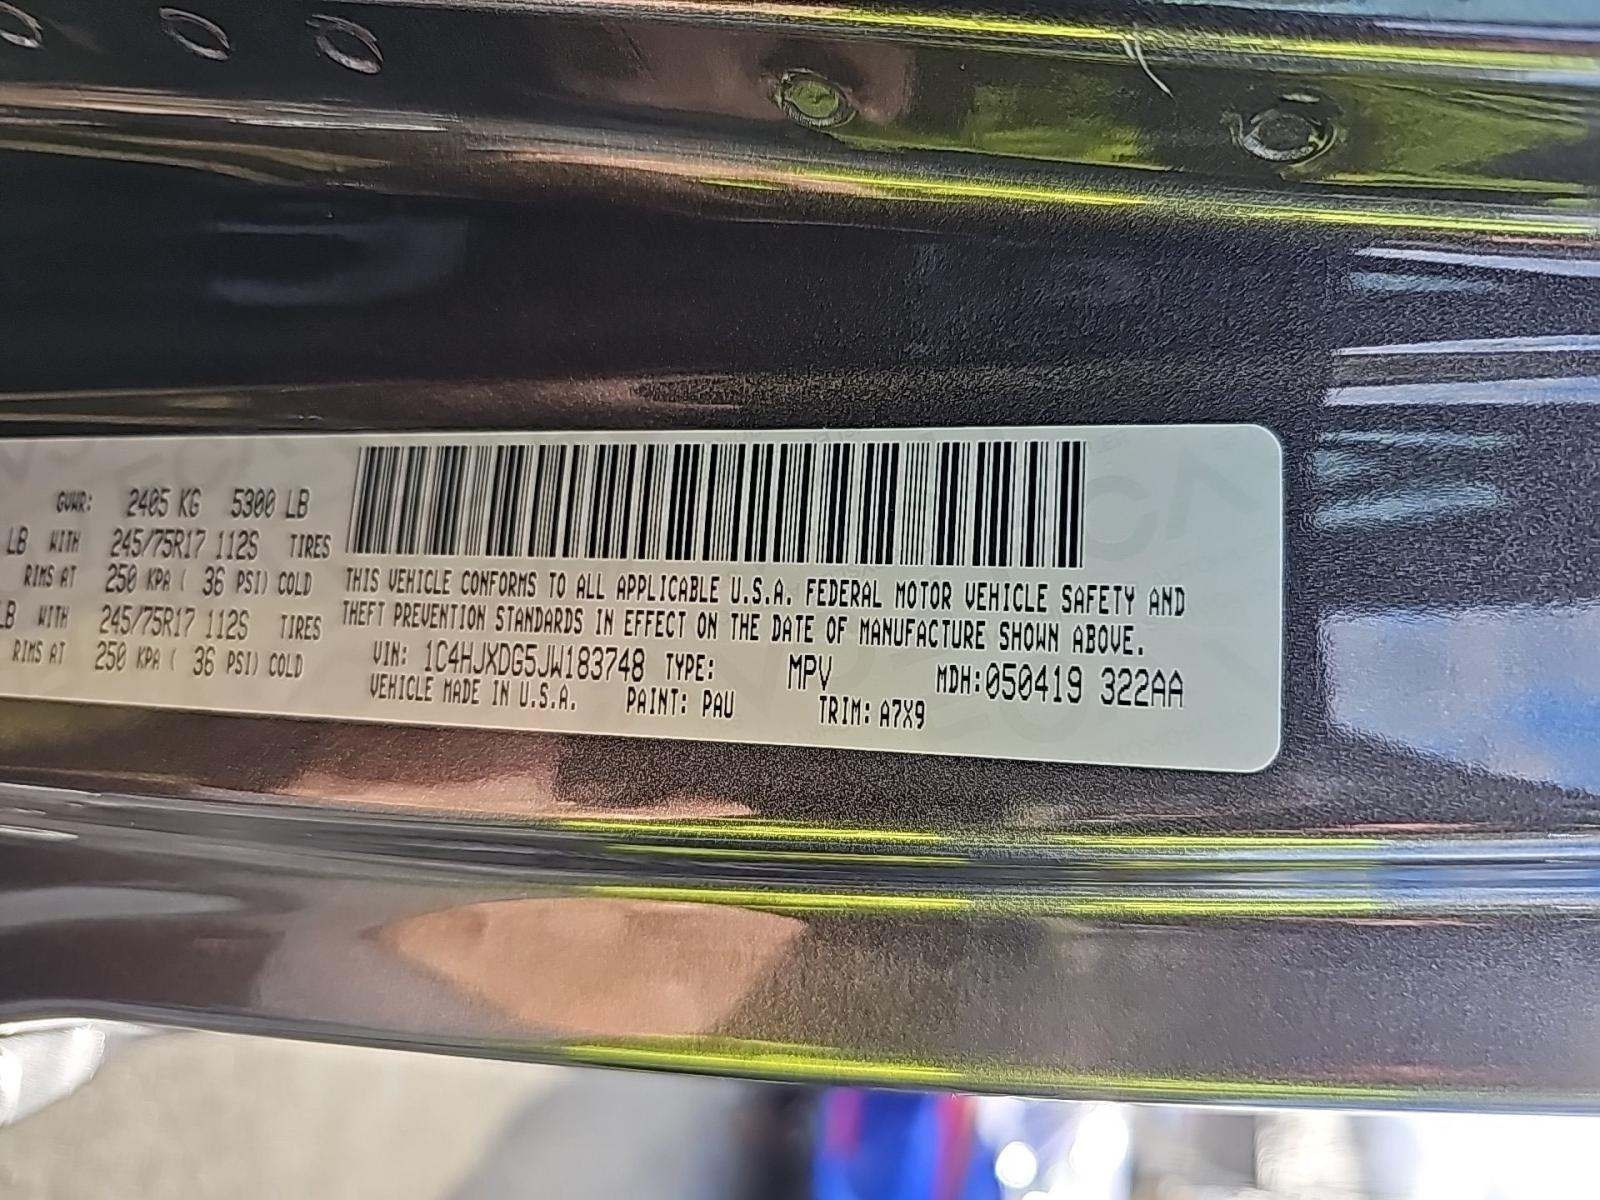 GVWR: 2405 KG 5300 LB
LB WITH 245/75R17 112S TIRES
RIMS AT 250 KPA ( 36 PSI) COLD
LB WITH 245/75R17 112S TIRES
RIMS AT 250 KPA ( 36 PSI) COLD
THIS VEHICLE CONFORMS TO ALL APPLICABLE U.S.A. FEDERAL MOTOR VEHICLE SAFETY AND
THEFT PREVENTION STANDARDS IN EFFECT ON THE DATE OF MANUFACTURE SHOWN ABOVE.
VIN: 1C4HJXDG5JW183748 TYPE: MPV MDH:050419 322AA
VEHICLE MADE IN U.S.A. PAINT: PAU TRIM: A7X9